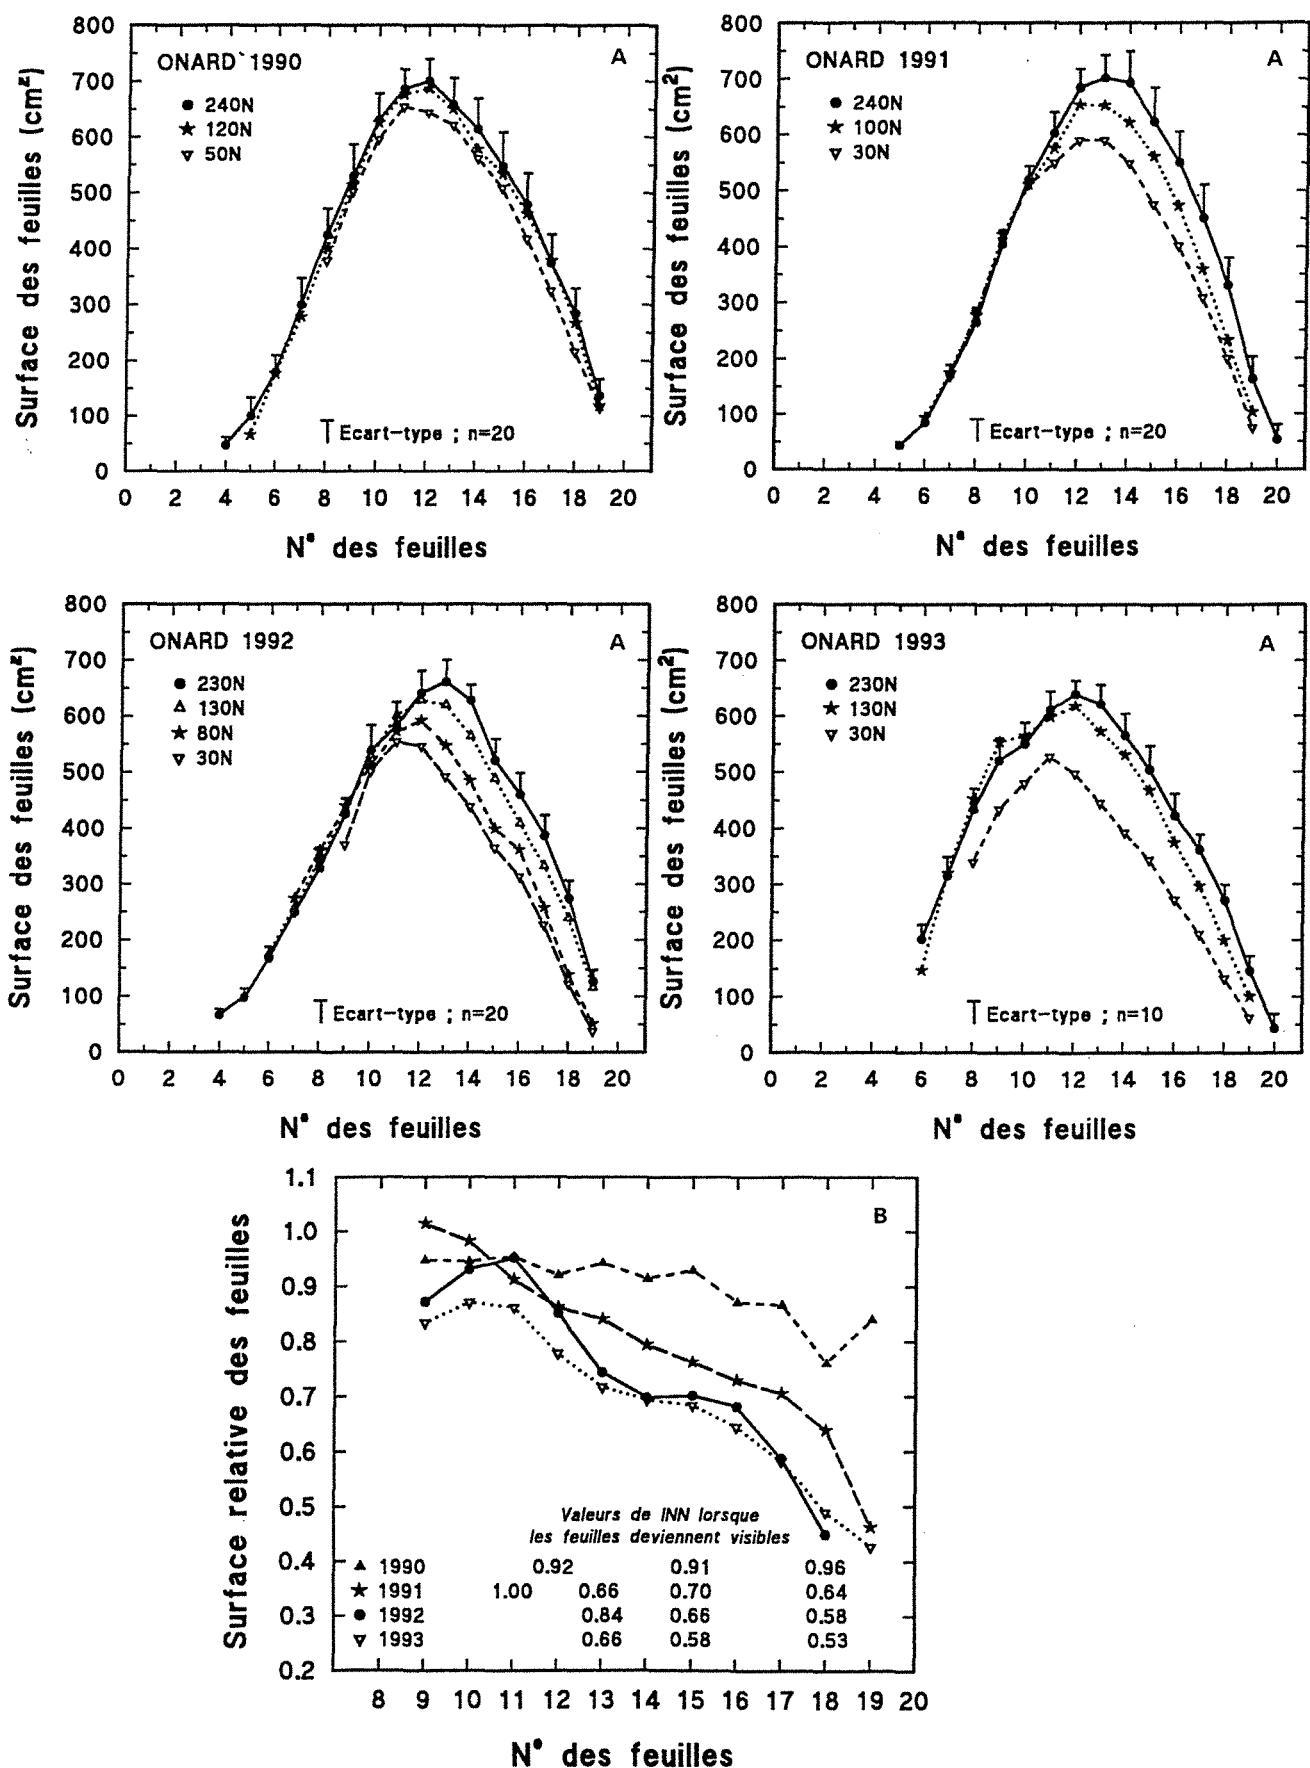 ONARD 1990 A
240N
120N
50N
Ecart-type ; n=20
Surface des feuilles (cm²)
800
700
600
500
400
300
200
100
0
0 2 4 6 8 10 12 14 16 18 20
N° des feuilles
ONARD 1991 A
240N
100N
30N
Ecart-type ; n=20
Surface des feuilles (cm²)
800
700
600
500
400
300
200
100
0
0 2 4 6 8 10 12 14 16 18 20
N° des feuilles
ONARD 1992 A
230N
130N
80N
30N
Ecart-type ; n=20
Surface des feuilles (cm²)
800
700
600
500
400
300
200
100
0
0 2 4 6 8 10 12 14 16 18 20
N° des feuilles
ONARD 1993 A
230N
130N
30N
Ecart-type ; n=10
Surface des feuilles (cm²)
800
700
600
500
400
300
200
100
0
0 2 4 6 8 10 12 14 16 18 20
N° des feuilles
B
Surface relative des feuilles
1.1
1.0
0.9
0.8
0.7
0.6
0.5
0.4
0.3
0.2
Valeurs de INN lorsque
les feuilles deviennent visibles
1990 0.92 0.91 0.96
1991 1.00 0.66 0.70 0.64
1992 0.84 0.66 0.58
1993 0.66 0.58 0.53
8 9 10 11 12 13 14 15 16 17 18 19 20
N° des feuilles